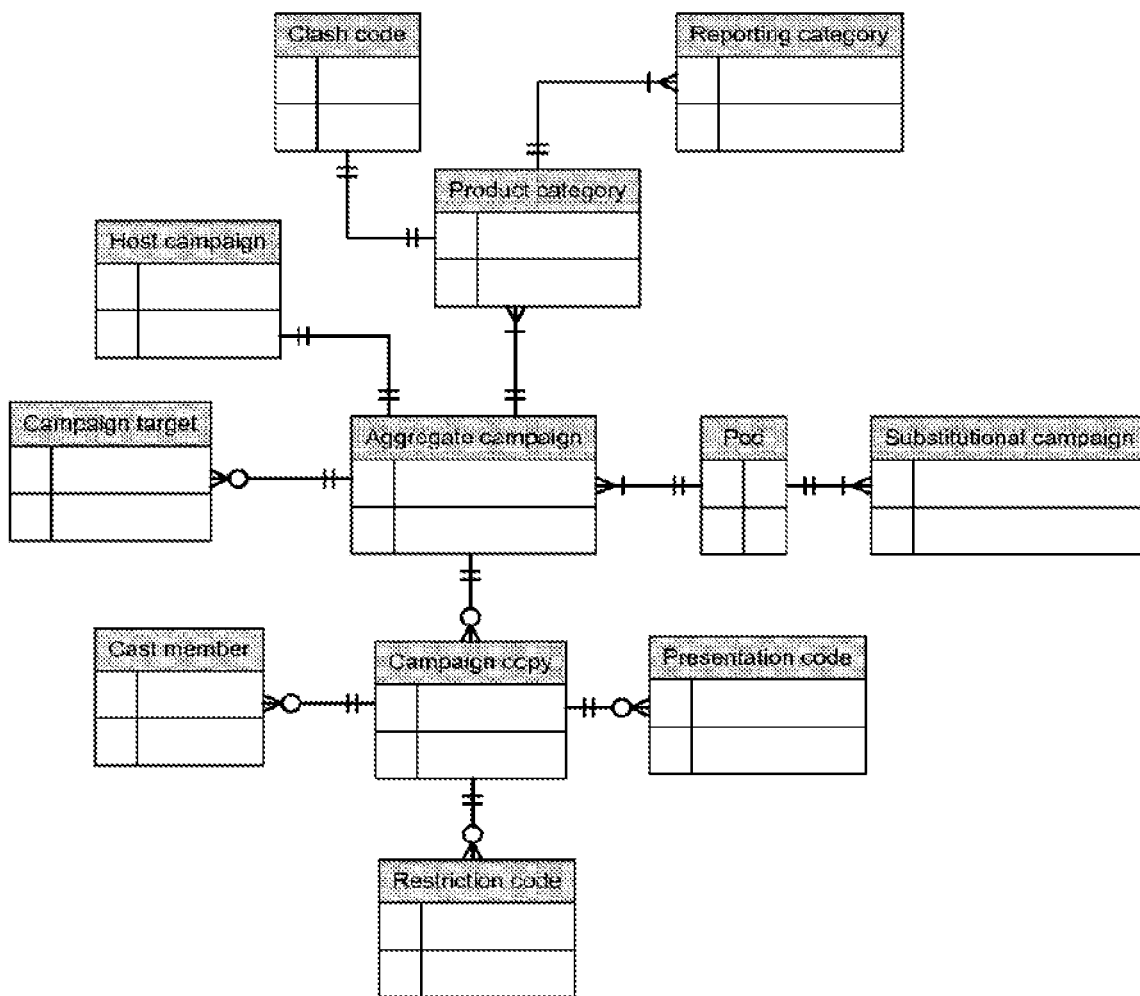 Clash code
Reporting category
Product category
Host campaign
Campaign target
Aggregate campaign
Pod
Substitutional campaign
Cast member
Campaign copy
Presentation code
Restriction code